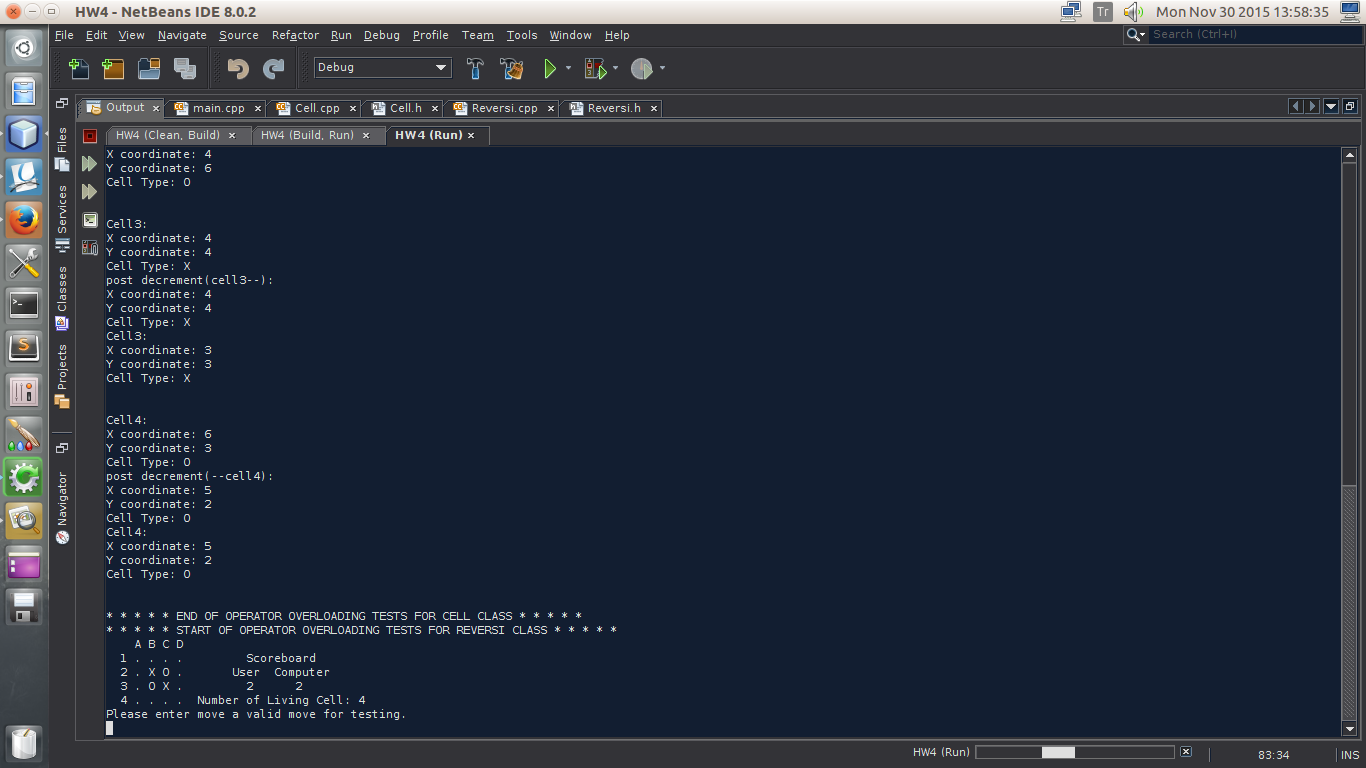 HW4 - NetBeans IDE 8.0.2
Tr
Mon Nov 30 2015 13:58:35
File Edit View Navigate Source Refactor Run Debug Profile Team Tools Window Help
Search (Ctrl+I)
Debug
Output main.cpp Cell.cpp Cell.h Reversi.cpp Reversi.h
HW4 (Clean, Build) HW4 (Build, Run) HW4 (Run)
Files
Services
Classes
Projects
Navigator
X coordinate: 4
Y coordinate: 6
Cell Type: O
Cell3:
X coordinate: 4
Y coordinate: 4
Cell Type: X
post decrement(cell3--):
X coordinate: 4
Y coordinate: 4
Cell Type: X
Cell3:
X coordinate: 3
Y coordinate: 3
Cell Type: X
Cell4:
X coordinate: 6
Y coordinate: 3
Cell Type: O
post decrement(--cell4):
X coordinate: 5
Y coordinate: 2
Cell Type: O
Cell4:
X coordinate: 5
Y coordinate: 2
Cell Type: O
* * * * * END OF OPERATOR OVERLOADING TESTS FOR CELL CLASS * * * * *
* * * * * START OF OPERATOR OVERLOADING TESTS FOR REVERSI CLASS * * * * *
A B C D
1 . . . . Scoreboard
2 . X O . User Computer
3 . O X . 2 2
4 . . . . Number of Living Cell: 4
Please enter move a valid move for testing.
HW4 (Run)
83:34
INS